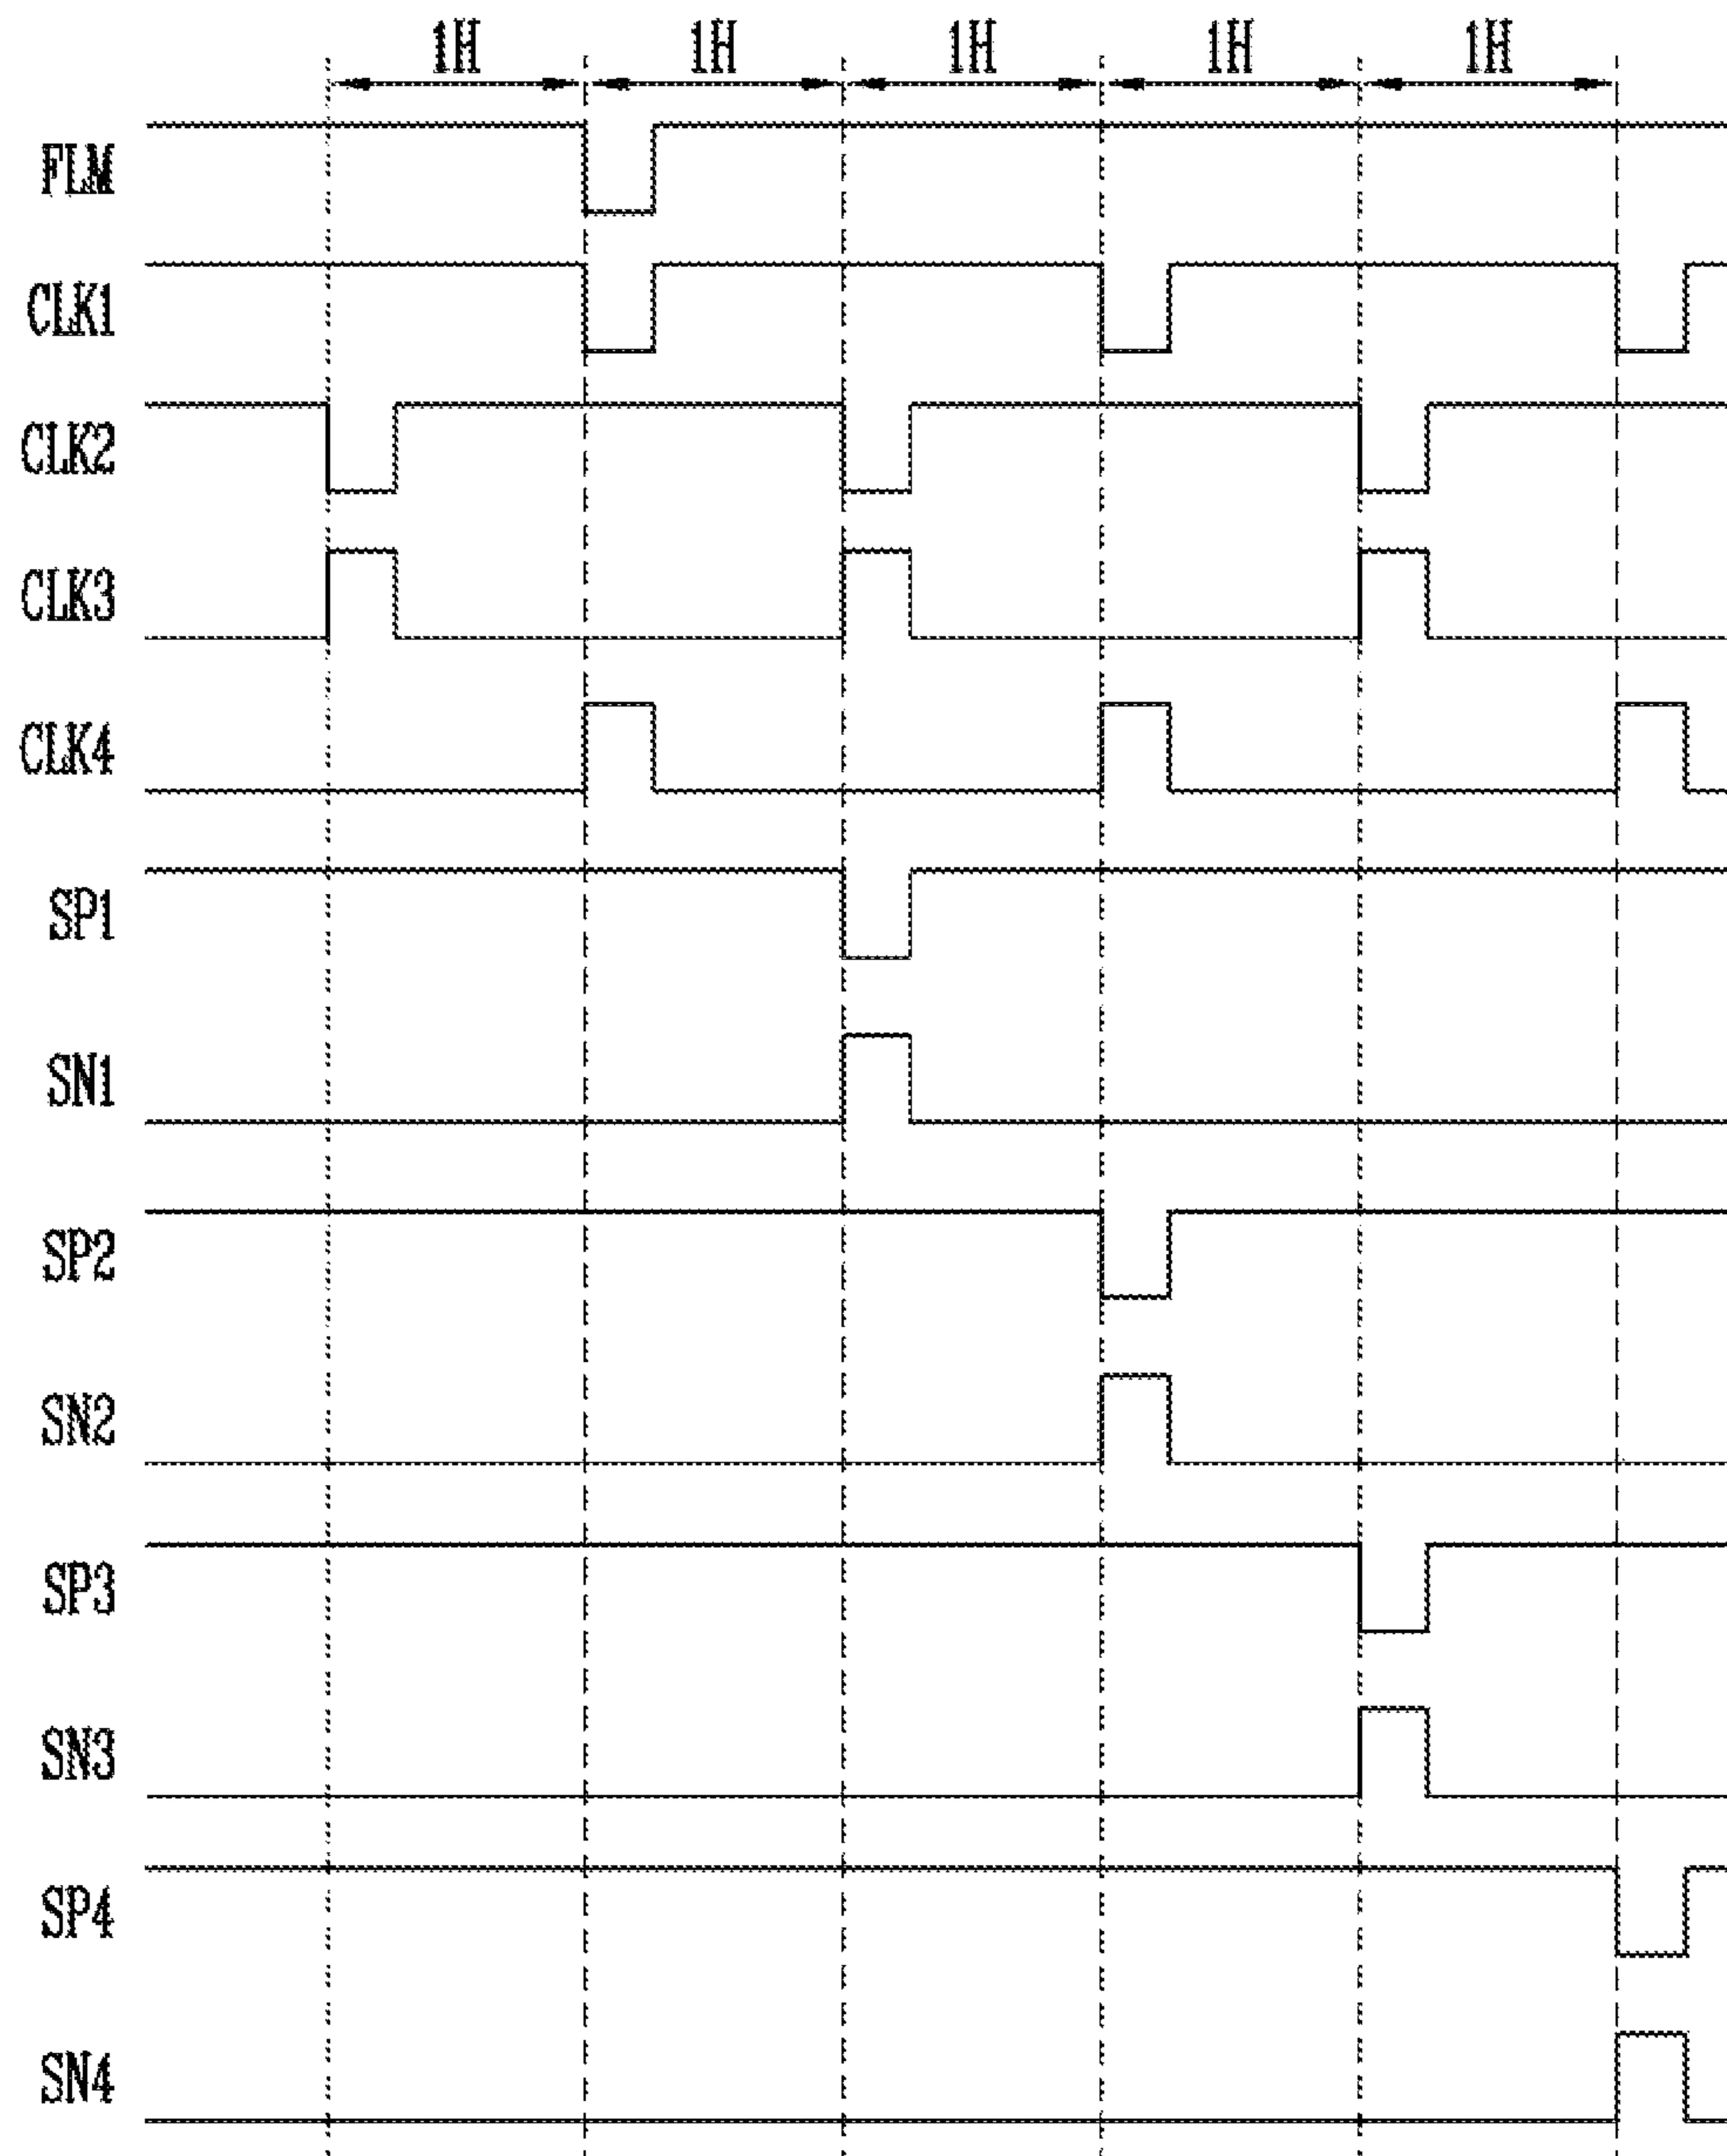 1H 1H 1H 1H 1H
FLM
CLK1
CLK2
CLK3
CLK4
SP1
SN1
SP2
SN2
SP3
SN3
SP4
SN4